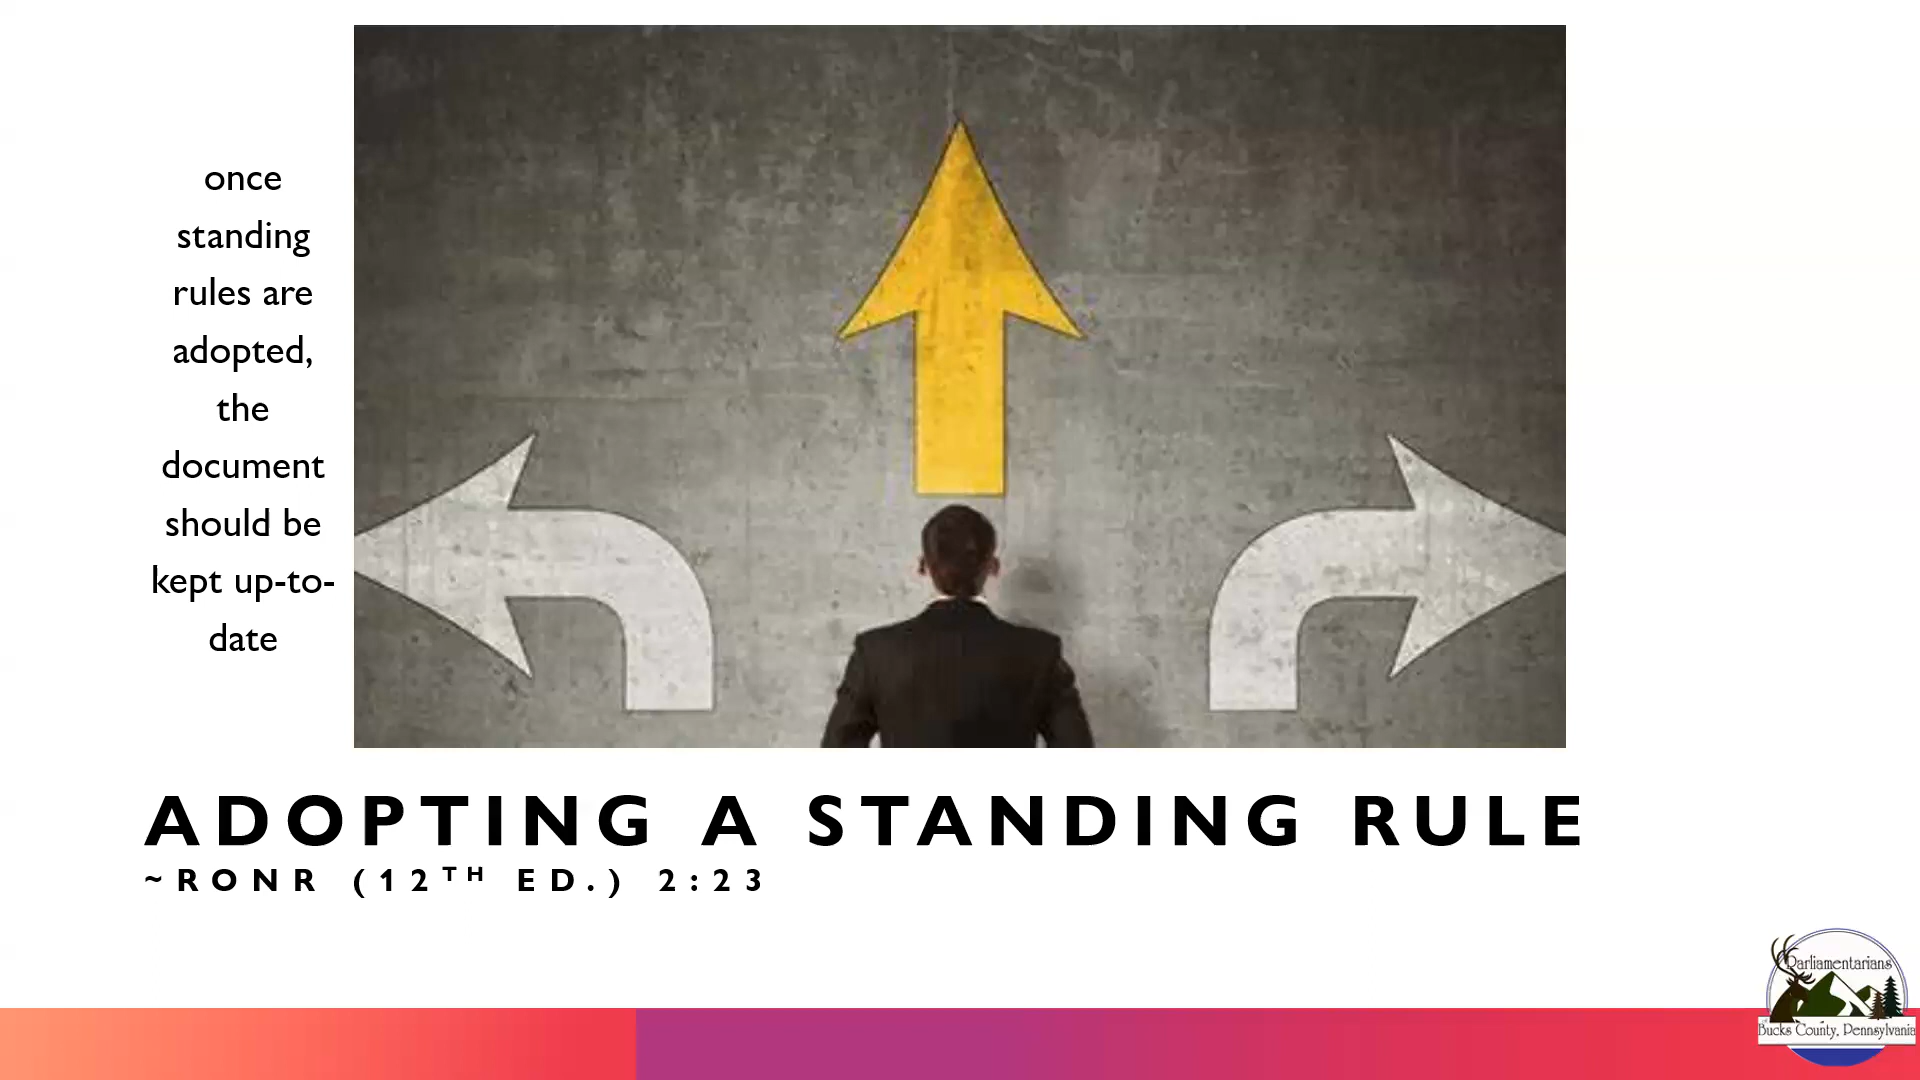 once
standing
rules are
adopted,
the
document
should be
kept up-to-
date
ADOPTING A STANDING RULE
~RONR (12TH ED.) 2:23
Parliamentarians
Bucks County, Pennsylvania